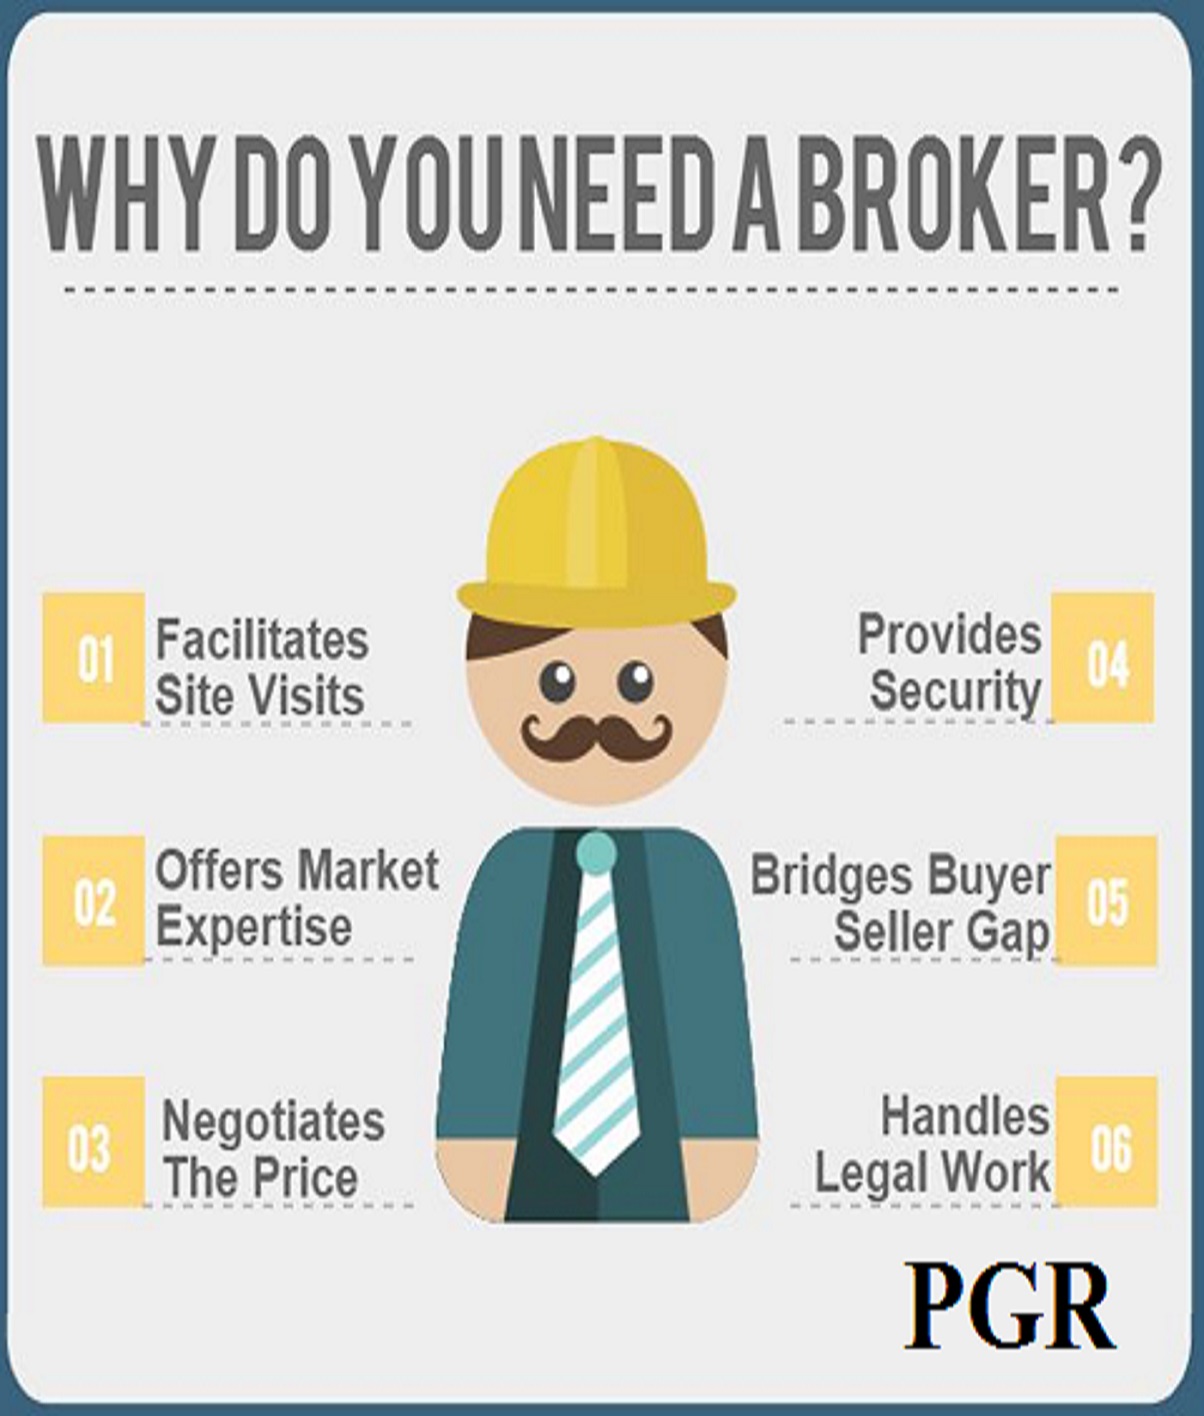 WHY DO YOU NEED A BROKER?
01
Facilitates
Site Visits
02
Offers Market
Expertise
03
Negotiates
The Price
04
Provides
Security
05
Bridges Buyer
Seller Gap
06
Handles
Legal Work
PGR